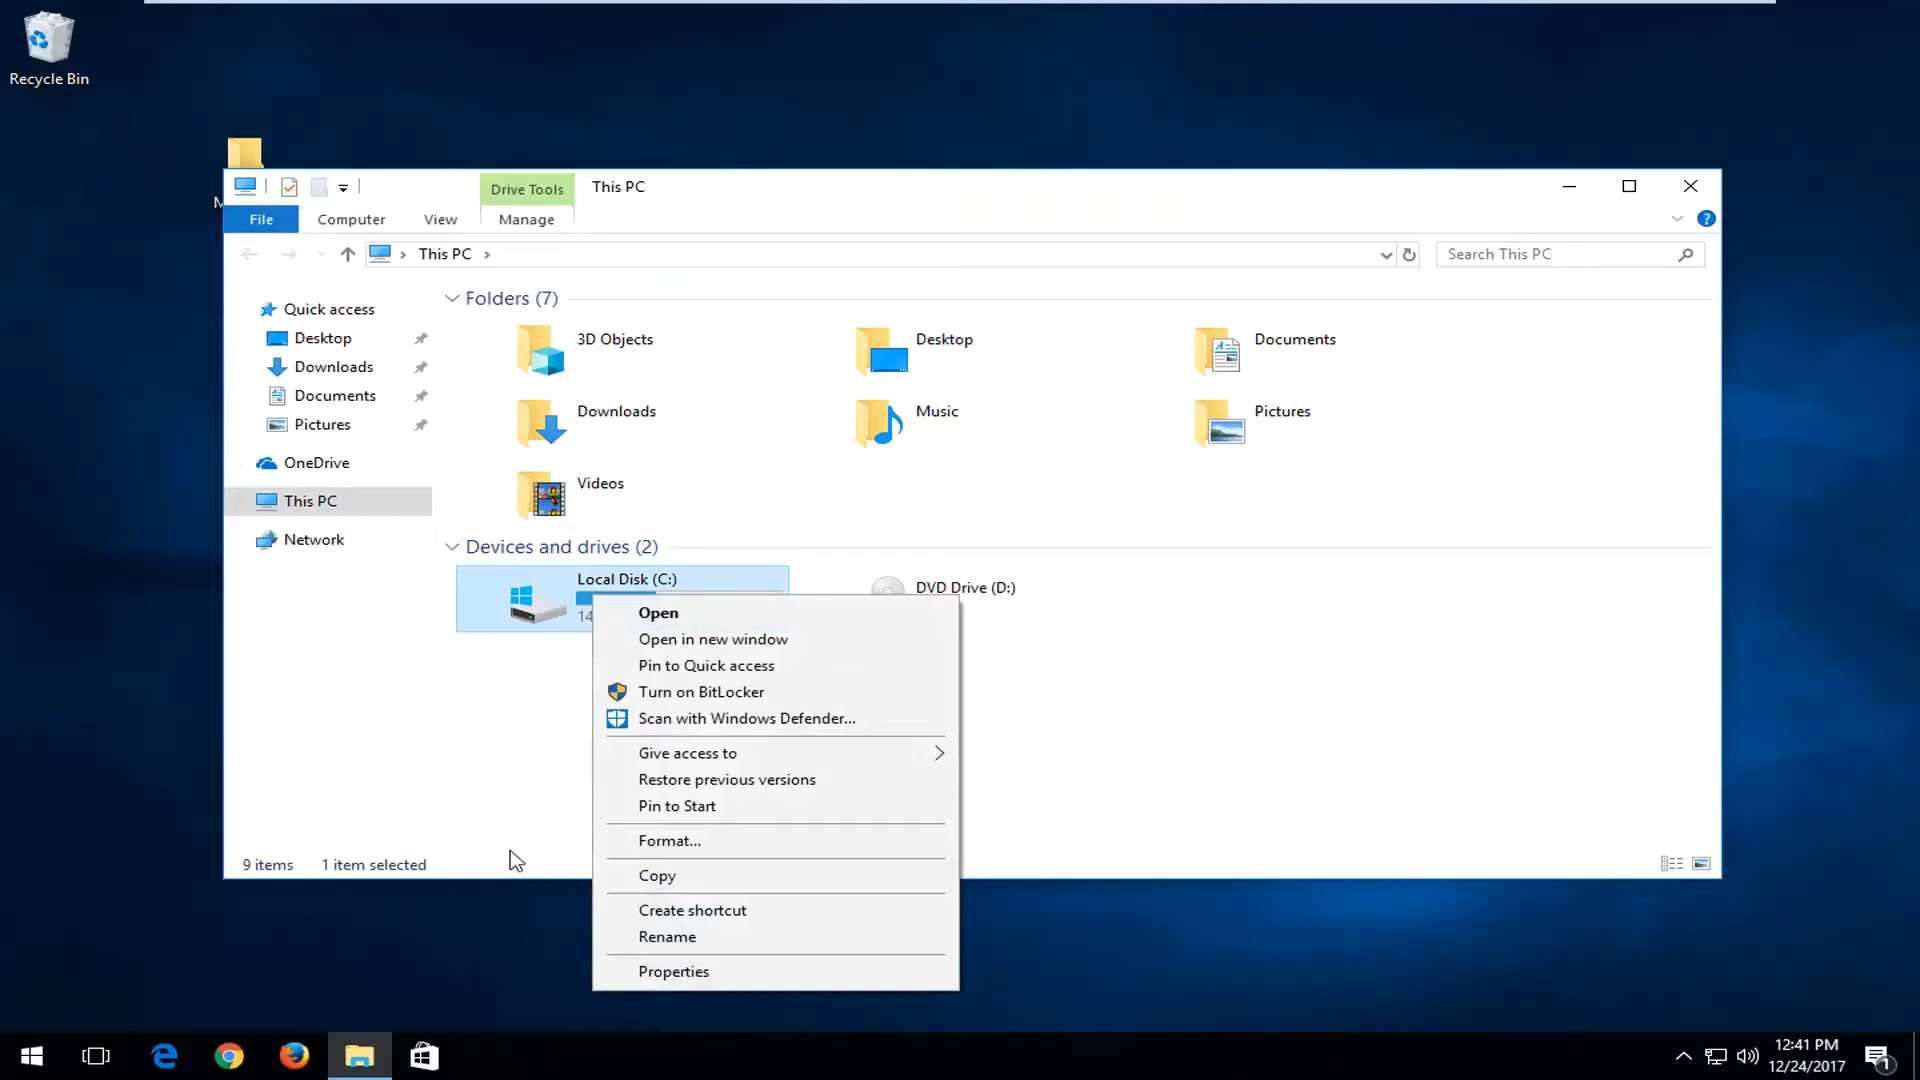 Recycle Bin
M
Drive Tools
This PC
File
Computer
View
Manage
This PC
Search This PC
Quick access
Desktop
Downloads
Documents
Pictures
OneDrive
This PC
Network
Folders (7)
3D Objects
Desktop
Documents
Downloads
Music
Pictures
Videos
Devices and drives (2)
Local Disk (C:)
14
DVD Drive (D:)
Open
Open in new window
Pin to Quick access
Turn on BitLocker
Scan with Windows Defender...
Give access to
Restore previous versions
Pin to Start
Format...
Copy
Create shortcut
Rename
Properties
9 items
1 item selected
12:41 PM
12/24/2017
1